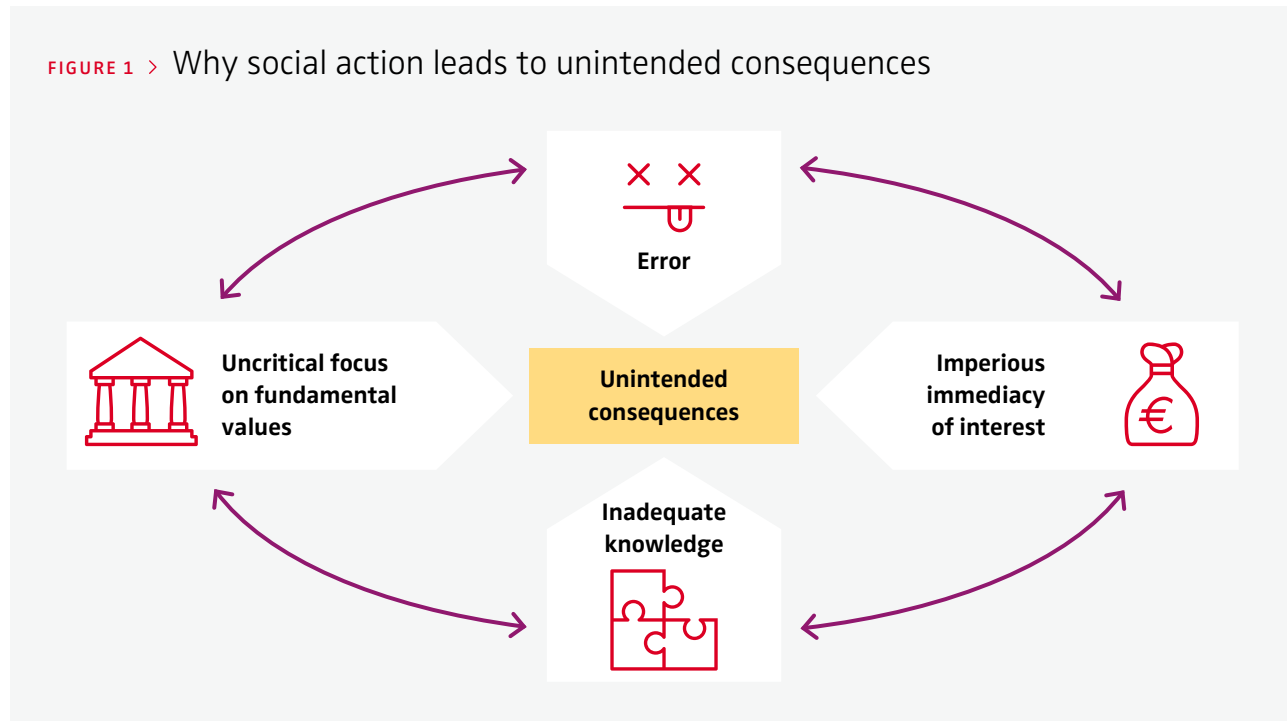 FIGURE 1 > Why social action leads to unintended consequences
Error
Uncritical focus
on fundamental
values
Unintended
consequences
Imperious
immediacy
of interest
€
Inadequate
knowledge